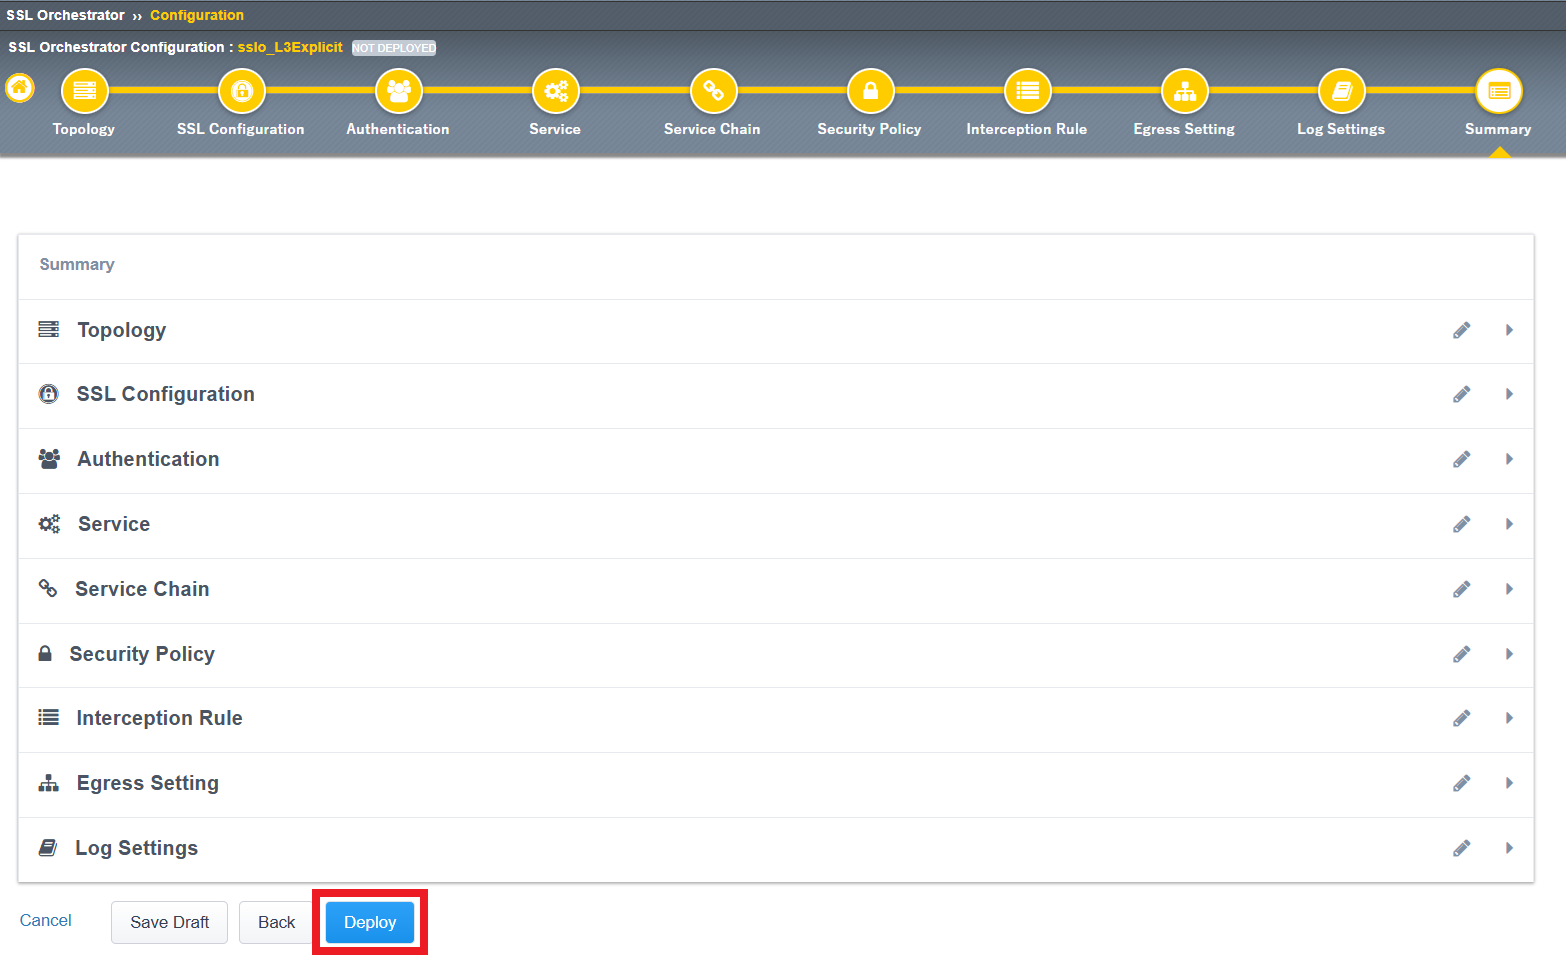 SSL Orchestrator ›› Configuration
SSL Orchestrator Configuration : sslo_L3Explicit NOT DEPLOYED
Topology SSL Configuration Authentication Service Service Chain Security Policy Interception Rule Egress Setting Log Settings Summary
Summary
Topology
SSL Configuration
Authentication
Service
Service Chain
Security Policy
Interception Rule
Egress Setting
Log Settings
Cancel Save Draft Back Deploy